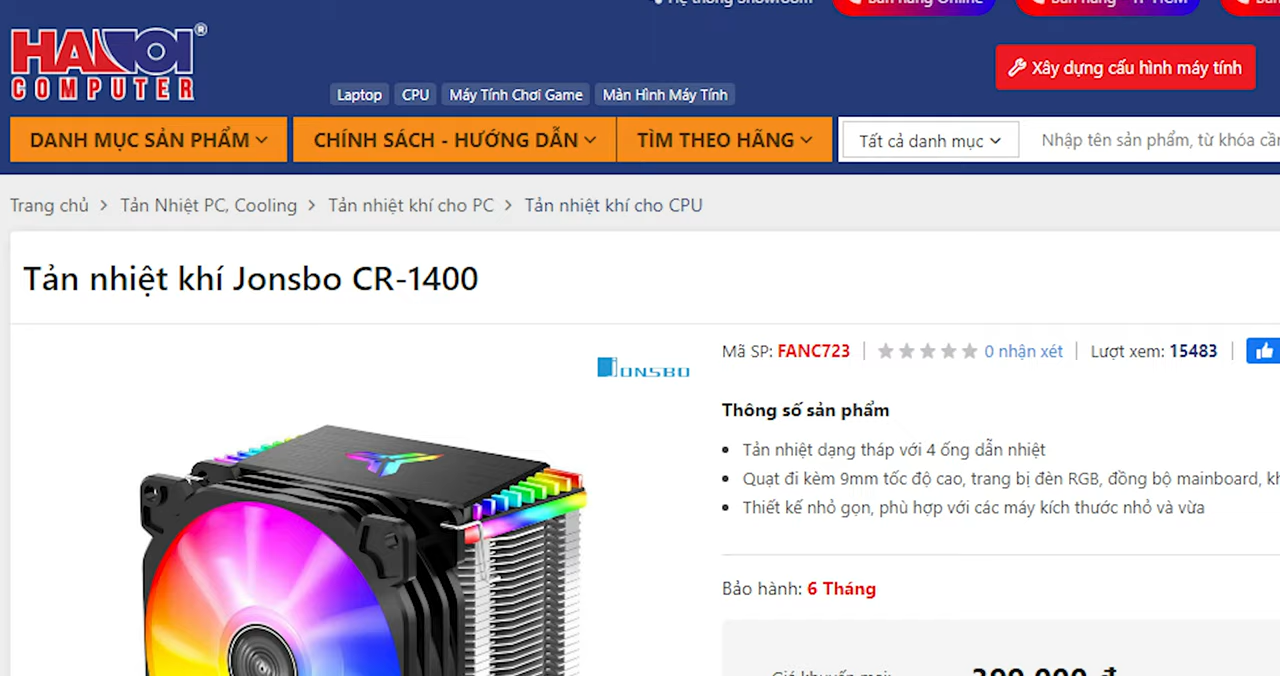 Hệ thống Showroom
Bán hàng Online
HANOI
COMPUTER
®
Xây dựng cấu hình máy tính
Laptop
CPU
Máy Tính Chơi Game
Màn Hình Máy Tính
DANH MỤC SẢN PHẨM
CHÍNH SÁCH - HƯỚNG DẪN
TÌM THEO HÃNG
Tất cả danh mục
Nhập tên sản phẩm, từ khóa
Trang chủ > Tản Nhiệt PC, Cooling > Tản nhiệt khí cho PC > Tản nhiệt khí cho CPU
Tản nhiệt khí Jonsbo CR-1400
JONSBO
Mã SP: FANC723 | 0 nhận xét | Lượt xem: 15483 |
Thông số sản phẩm
Tản nhiệt dạng tháp với 4 ống dẫn nhiệt
Quạt đi kèm 9mm tốc độ cao, trang bị đèn RGB, đồng bộ mainboard,
Thiết kế nhỏ gọn, phù hợp với các máy kích thước nhỏ và vừa
Bảo hành: 6 Tháng